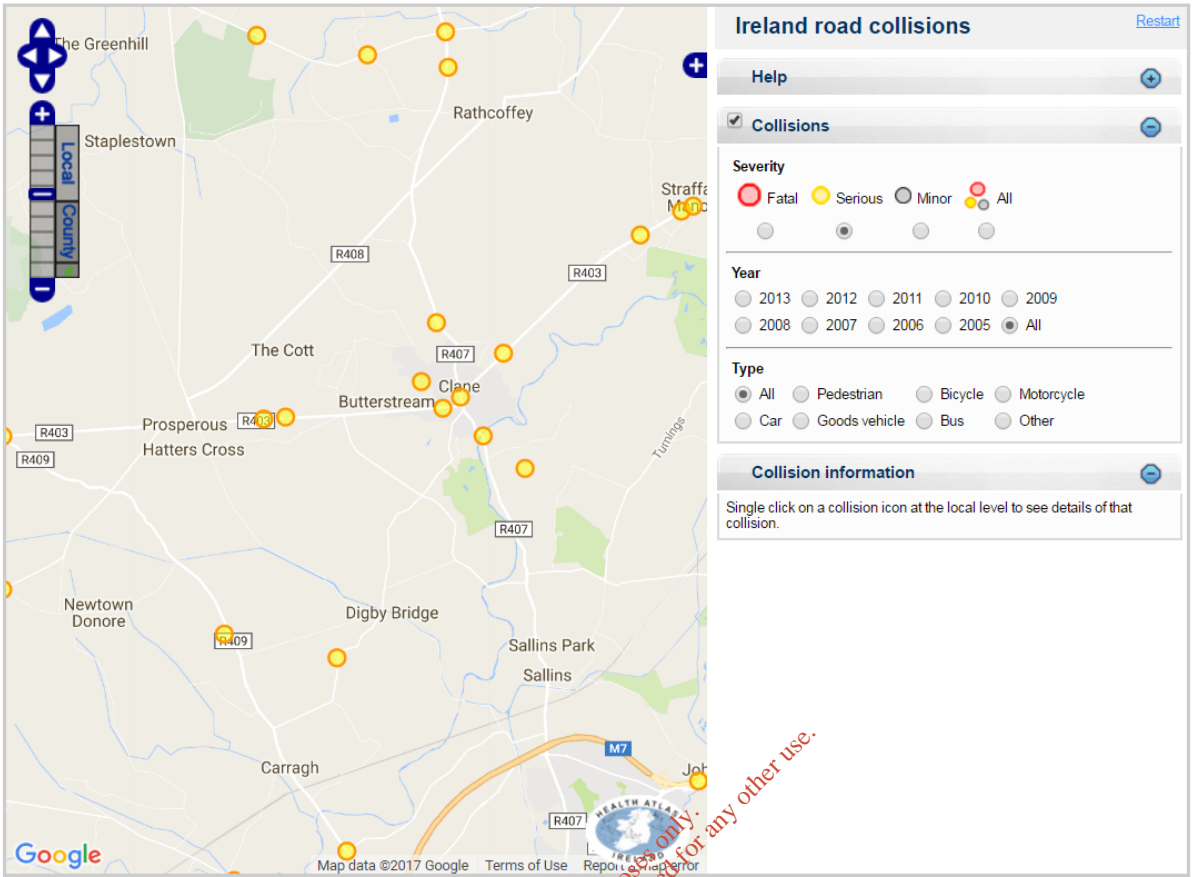 The Greenhill
Rathcoffey
Staplestown
Local
County
R408
R403
R407
The Cott
Clane
Butterstream
Prosperous
R403
R403
Hatters Cross
R409
Turnings
R407
Newtown
Donore
Digby Bridge
R409
Sallins Park
Sallins
M7
Carragh
R407
HEALTH ATLAS
IRELAND
Google
Map data ©2017 Google Terms of Use Report a map error
Ireland road collisions
Restart
Help
Collisions
Severity
Fatal Serious Minor All
Year
2013 2012 2011 2010 2009
2008 2007 2006 2005 All
Type
All Pedestrian Bicycle Motorcycle
Car Goods vehicle Bus Other
Collision information
Single click on a collision icon at the local level to see details of that
collision.
only.
for any other use.